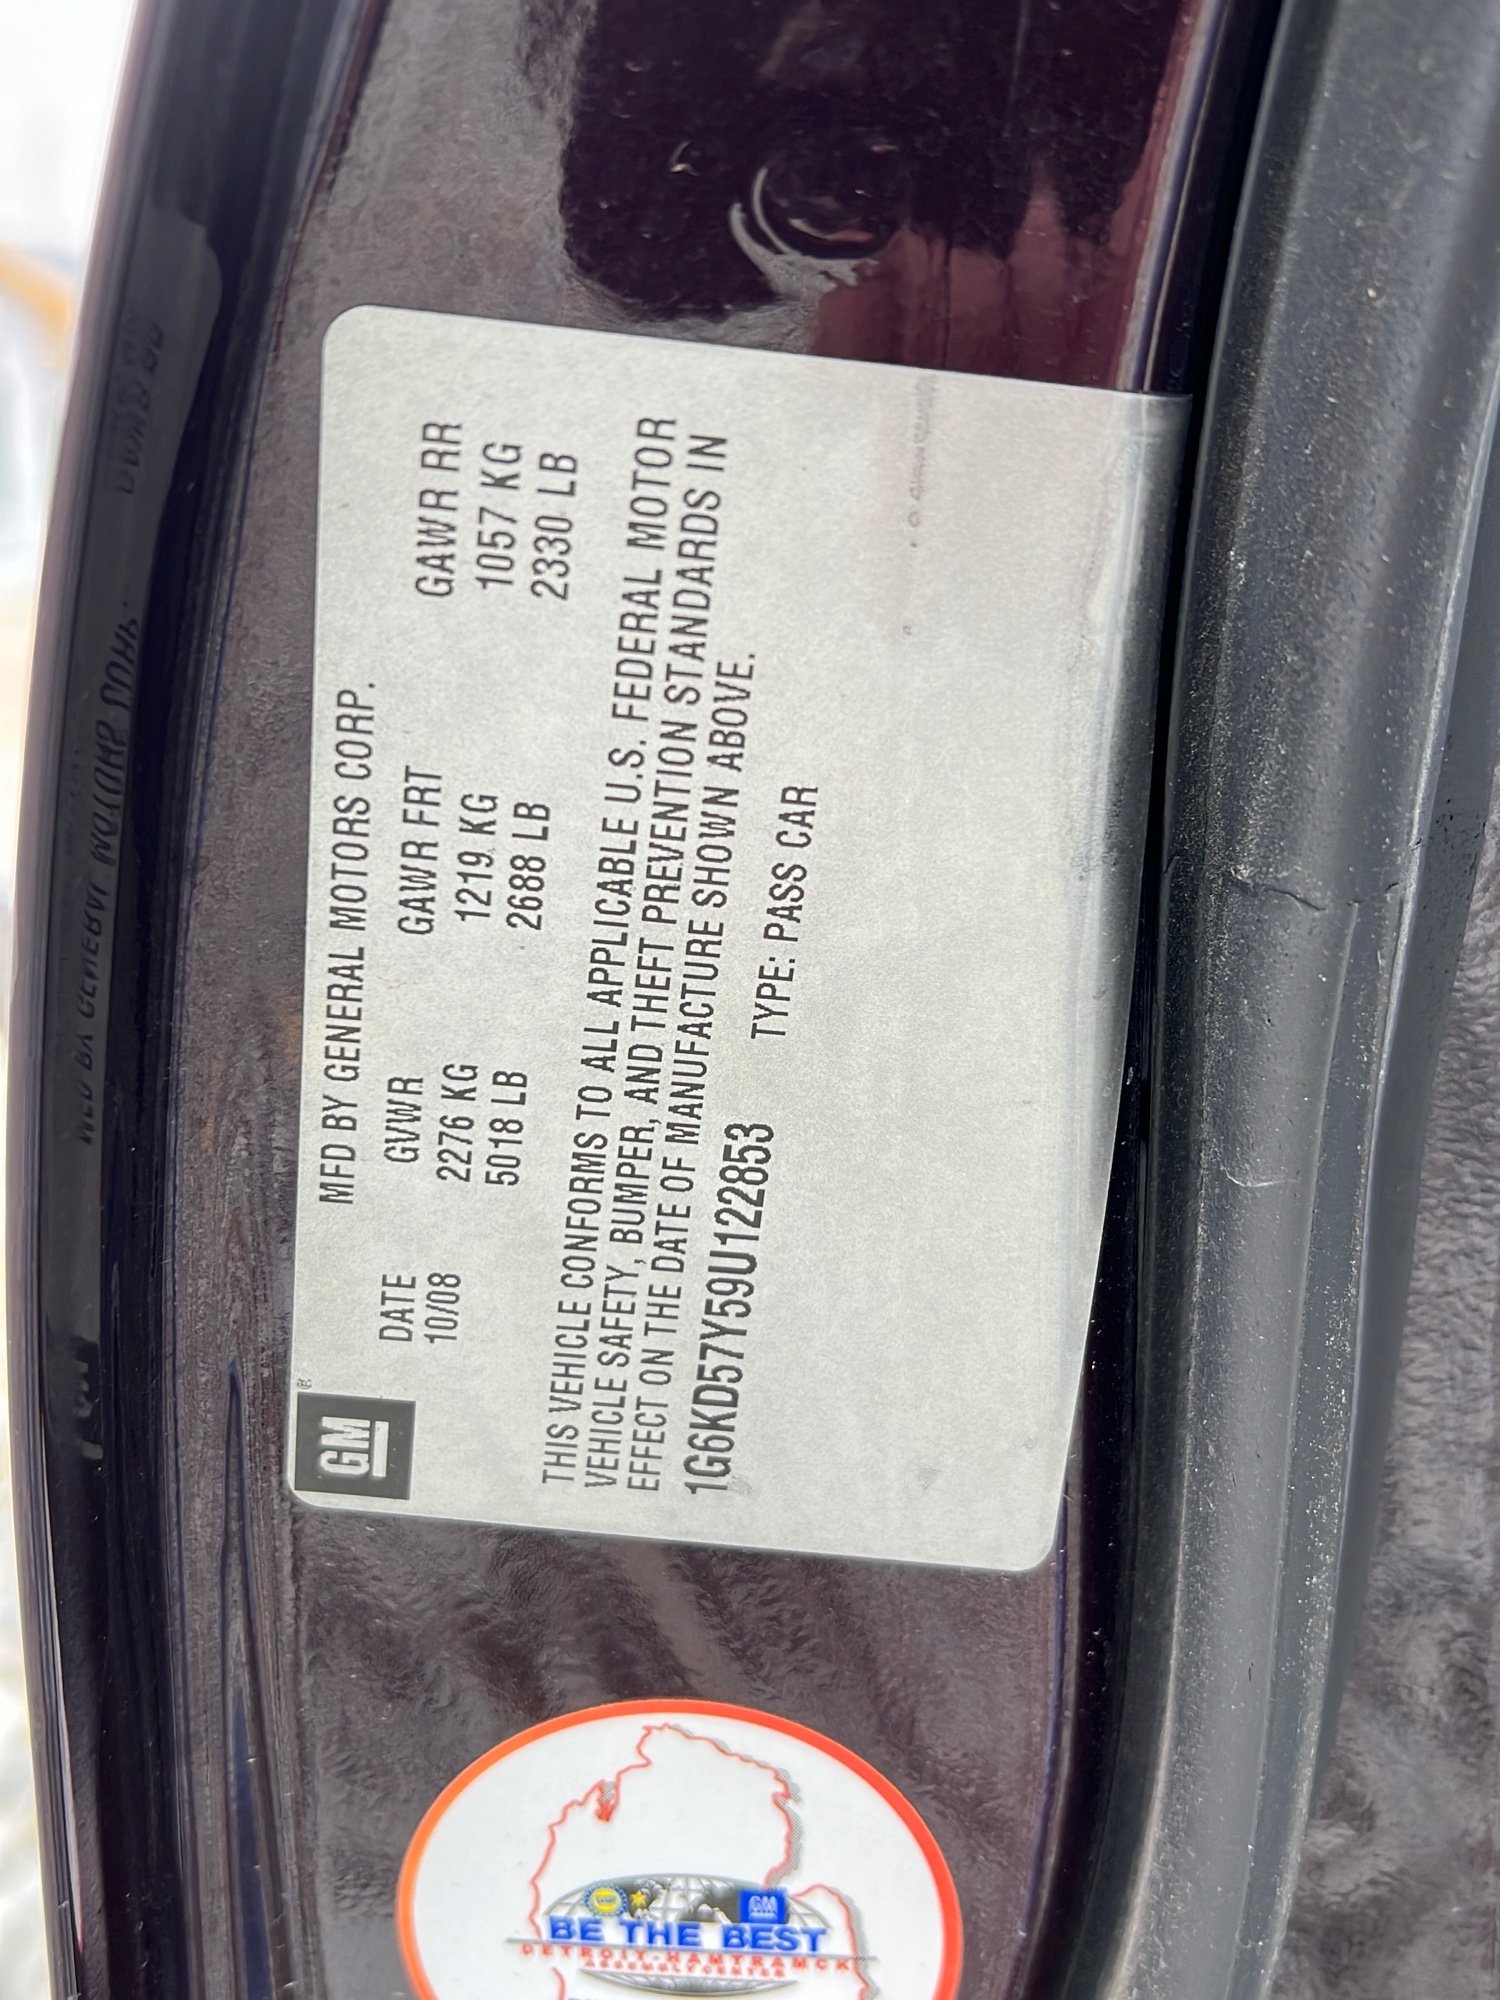 GM
MFD BY GENERAL MOTORS CORP.
DATE GVWR GAWR FRT GAWR RR
10/08 2276 KG 1219 KG 1057 KG
5018 LB 2688 LB 2330 LB
THIS VEHICLE CONFORMS TO ALL APPLICABLE U.S. FEDERAL MOTOR
VEHICLE SAFETY, BUMPER, AND THEFT PREVENTION STANDARDS IN
EFFECT ON THE DATE OF MANUFACTURE SHOWN ABOVE.
1G6KD57Y59U122853 TYPE: PASS CAR
GM
BE THE BEST
DETROIT-HAMTRAMCK
ASSEMBLY CENTER